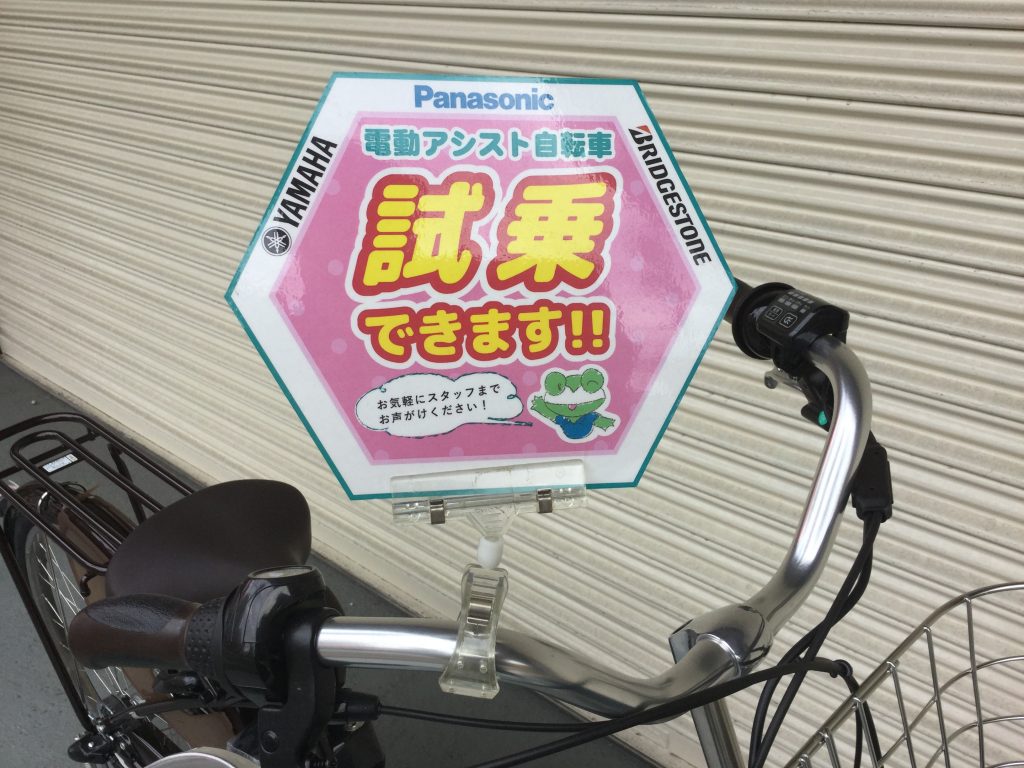 Panasonic
YAMAHA
BRIDGESTONE
電動アシスト自転車
試乗
できます!!
お気軽にスタッフまで
お声がけください!